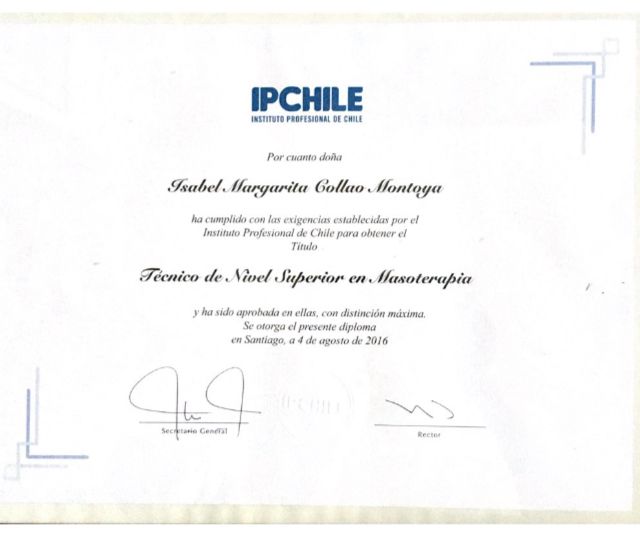 IPCHILE
INSTITUTO PROFESIONAL DE CHILE
Por cuanto doña
Isabel Margarita Collao Montoya
ha cumplido con las exigencias establecidas por el
Instituto Profesional de Chile para obtener el
Título
Técnico de Nivel Superior en Masoterapia
y ha sido aprobada en ellas, con distinción máxima.
Se otorga el presente diploma
en Santiago, a 4 de agosto de 2016
IPCHILE
Secretario General
Rector